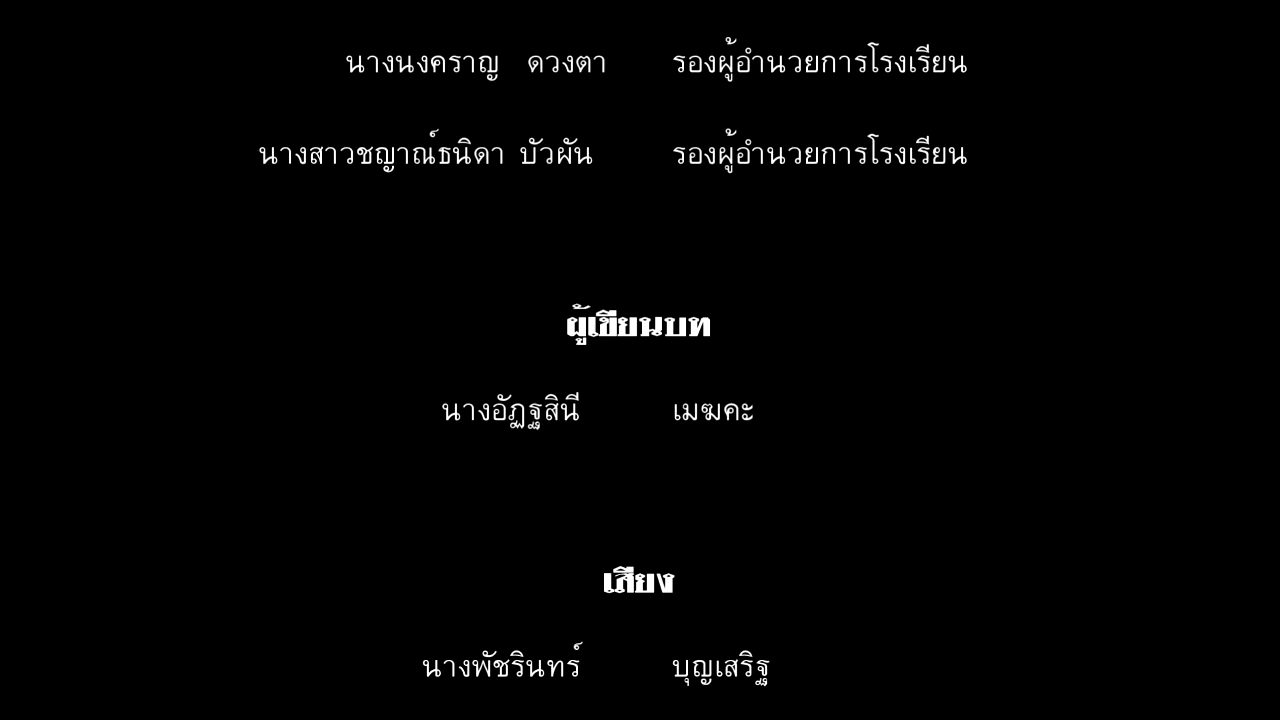 นางนงคราญ ดวงตา รองผู้อำนวยการโรงเรียน
นางสาวชญาณ์ธนิดา บัวผัน รองผู้อำนวยการโรงเรียน
ผู้เขียนบท
นางอัฏฐสินี เมฆคะ
เสียง
นางพัชรินทร์ บุญเสริฐ